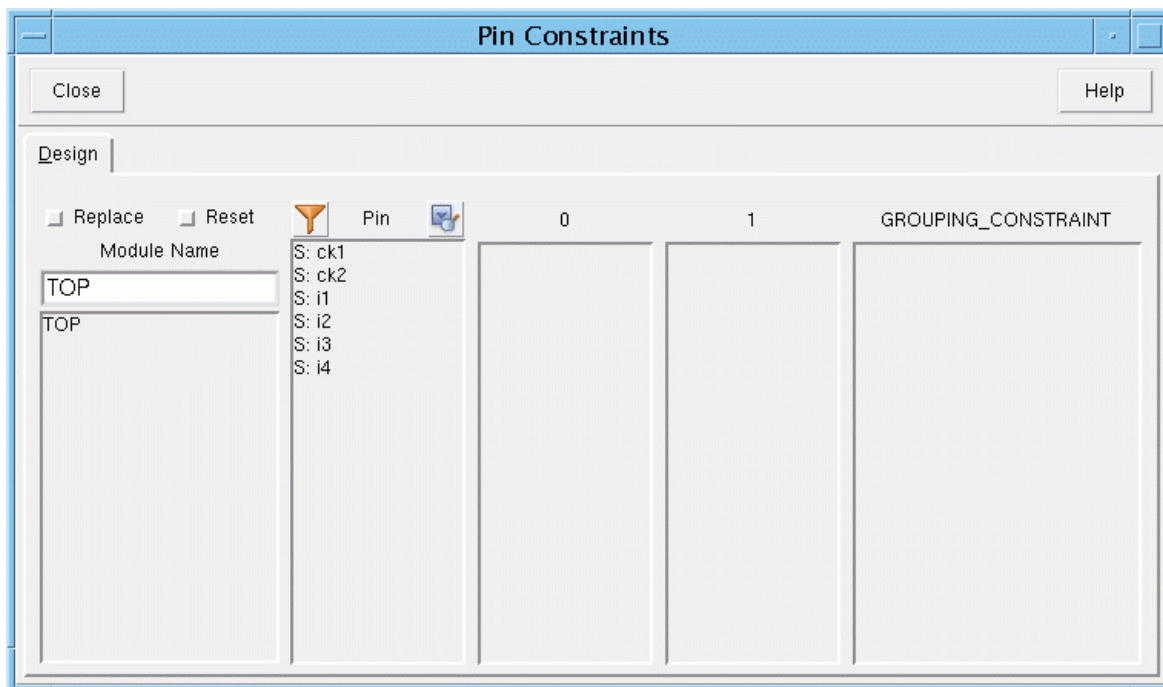 Pin Constraints
Close
Help
Design
Replace
Reset
Pin
0
1
GROUPING_CONSTRAINT
Module Name
TOP
TOP
S: ck1
S: ck2
S: i1
S: i2
S: i3
S: i4